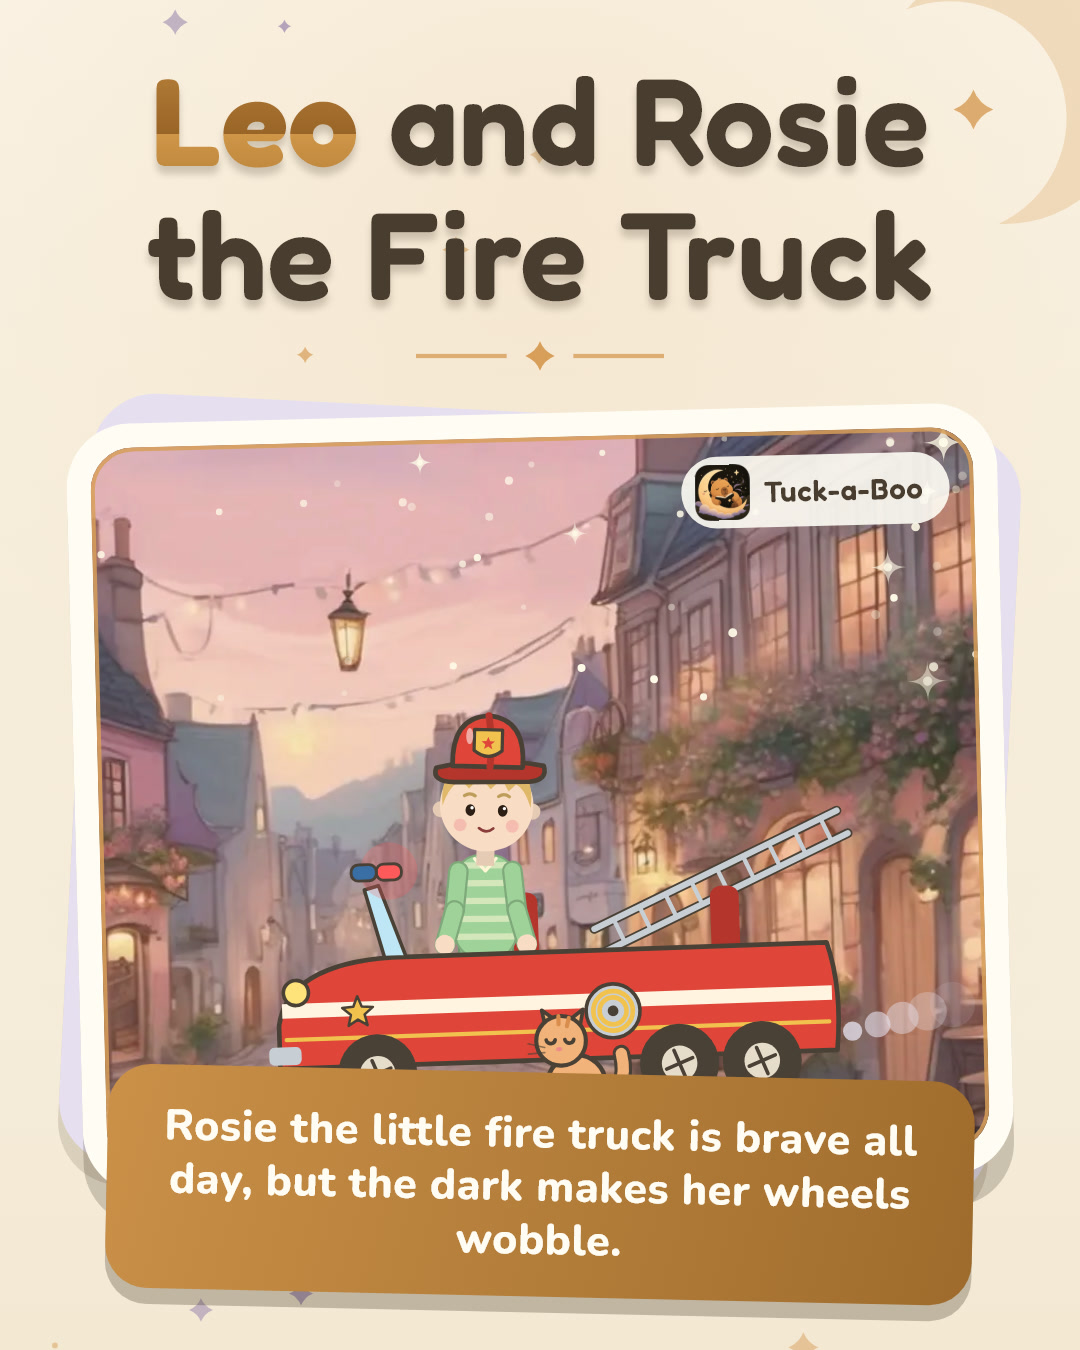 Leo and Rosie
the Fire Truck
Tuck-a-Boo
Rosie the little fire truck is brave all
day, but the dark makes her wheels
wobble.